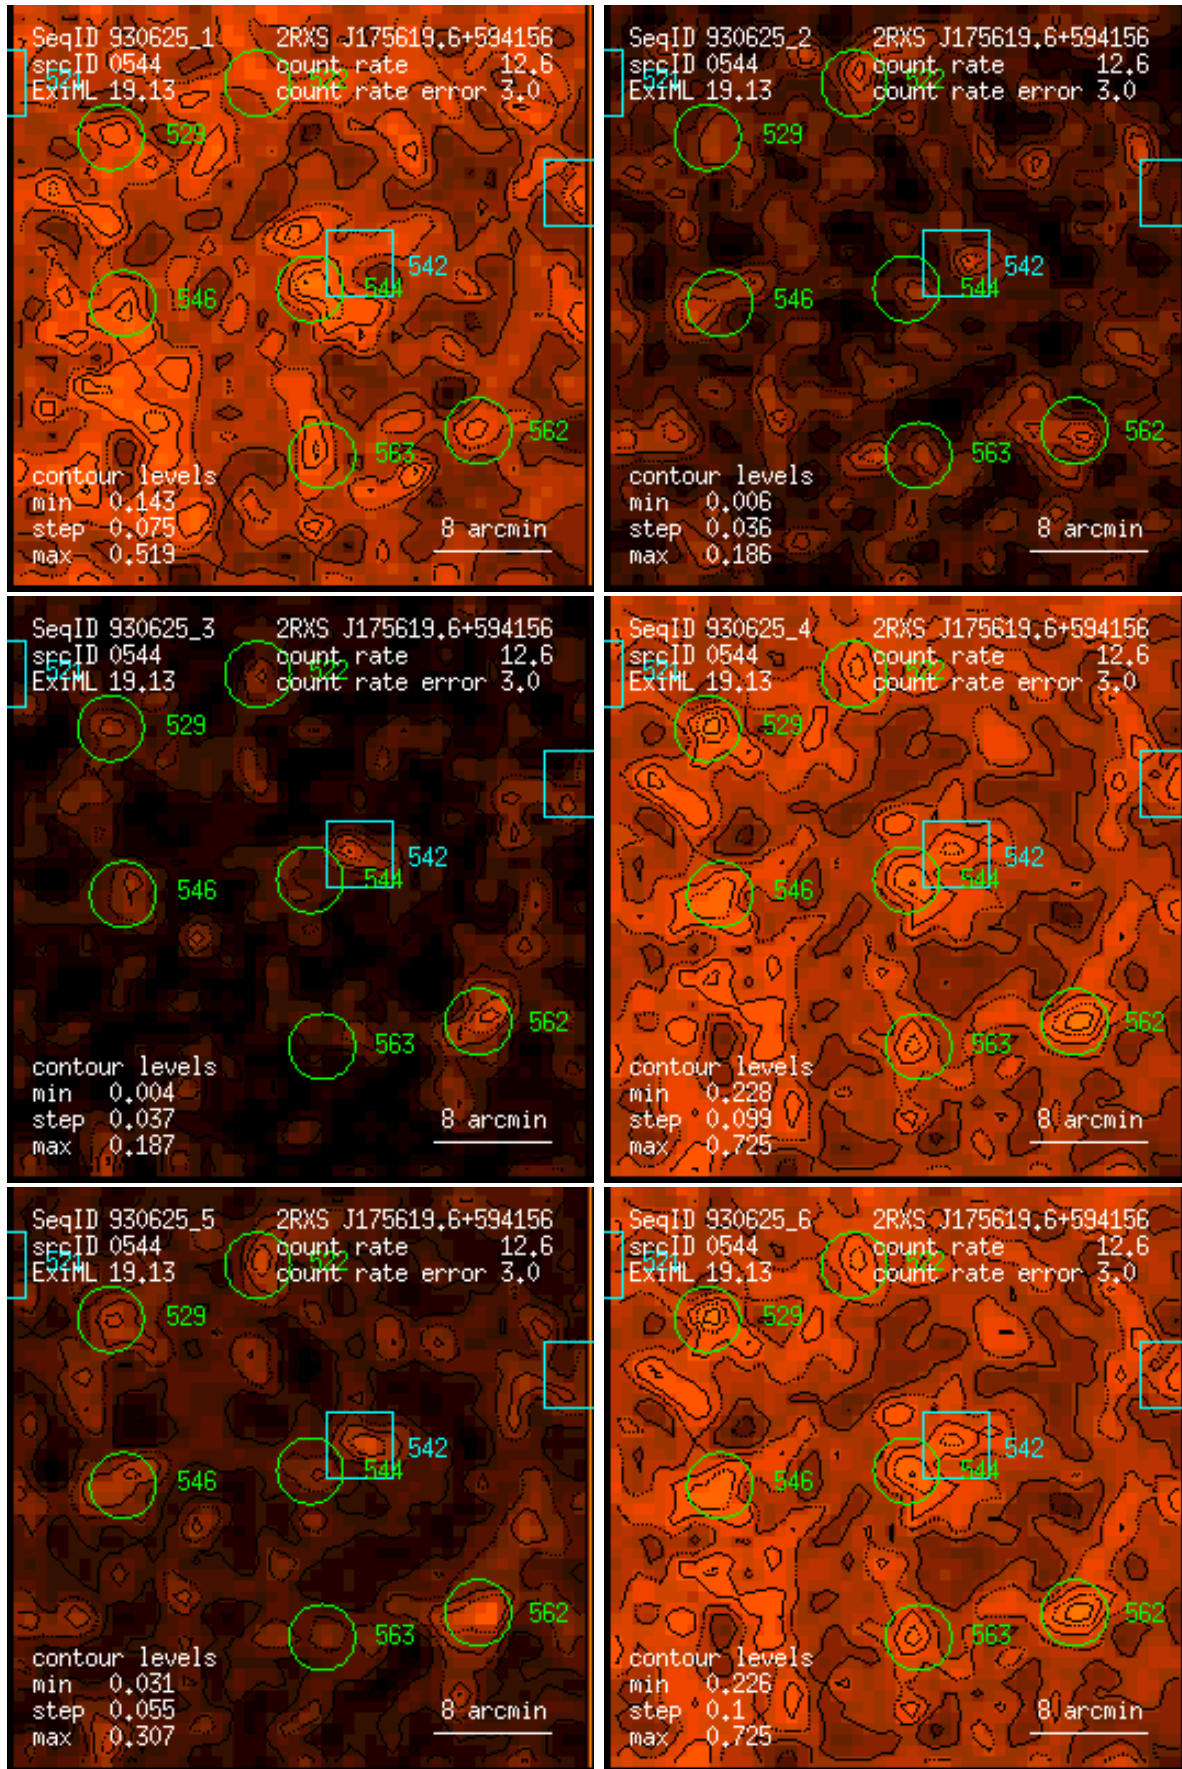 SeqID 930625_1 2RXS J175619.6+594156
srcID 0544 count rate 12.6
521 522
ExiML 19.13 count rate error 3.0
529
542
544
546
562
563
contour levels
min 0.143
step 0.075 8 arcmin
max 0.519
SeqID 930625_2 2RXS J175619.6+594156
srcID 0544 count rate 12.6
521 522
ExiML 19.13 count rate error 3.0
529
542
544
546
562
563
contour levels
min 0.006
step 0.036 8 arcmin
max 0.186
SeqID 930625_3 2RXS J175619.6+594156
srcID 0544 count rate 12.6
521 522
ExiML 19.13 count rate error 3.0
529
542
544
546
562
563
contour levels
min 0.004
step 0.037 8 arcmin
max 0.187
SeqID 930625_4 2RXS J175619.6+594156
srcID 0544 count rate 12.6
521 522
ExiML 19.13 count rate error 3.0
529
542
544
546
562
563
contour levels
min 0.228
step 0.099 8 arcmin
max 0.725
SeqID 930625_5 2RXS J175619.6+594156
srcID 0544 count rate 12.6
521 522
ExiML 19.13 count rate error 3.0
529
542
544
546
562
563
contour levels
min 0.031
step 0.055 8 arcmin
max 0.307
SeqID 930625_6 2RXS J175619.6+594156
srcID 0544 count rate 12.6
521 522
ExiML 19.13 count rate error 3.0
529
542
544
546
562
563
contour levels
min 0.226
step 0.1 8 arcmin
max 0.725